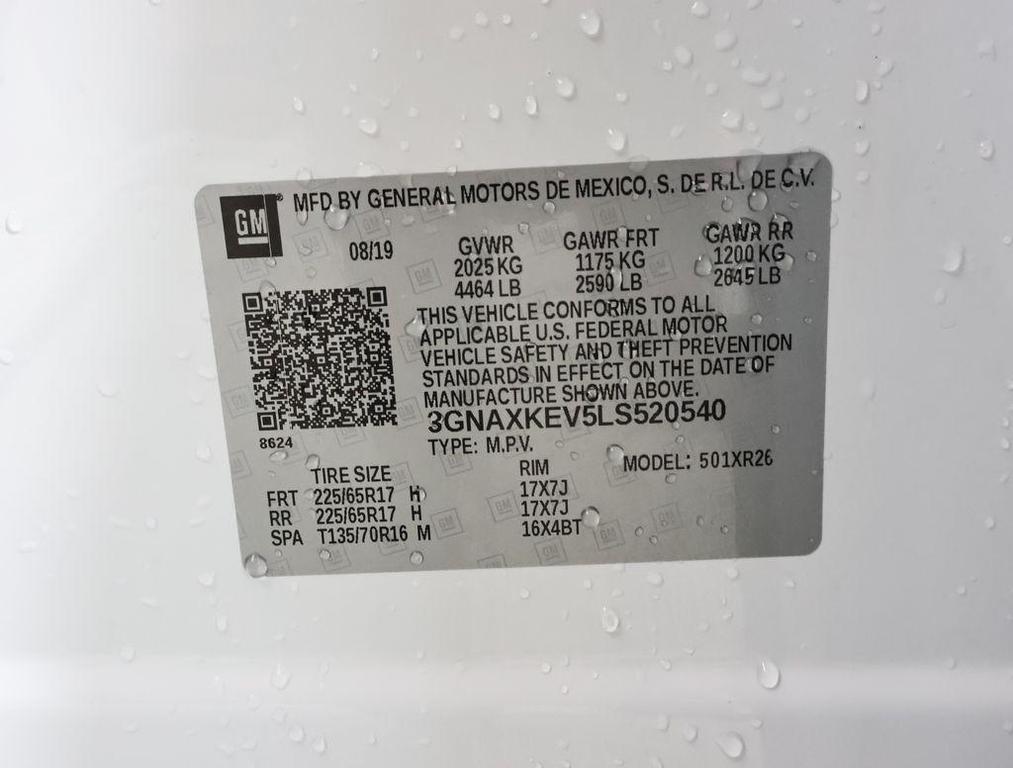 GM
MFD BY GENERAL MOTORS DE MEXICO, S. DE R.L. DE C.V.
08/19 GVWR GAWR FRT GAWR RR
2025 KG 1175 KG 1200 KG
4464 LB 2590 LB 2645 LB
THIS VEHICLE CONFORMS TO ALL
APPLICABLE U.S. FEDERAL MOTOR
VEHICLE SAFETY AND THEFT PREVENTION
STANDARDS IN EFFECT ON THE DATE OF
MANUFACTURE SHOWN ABOVE.
3GNAXKEV5LS520540
8624
TYPE: M.P.V. MODEL: 501XR26
TIRE SIZE RIM
FRT 225/65R17 H 17X7J
RR 225/65R17 H 17X7J
SPA T135/70R16 M 16X4BT